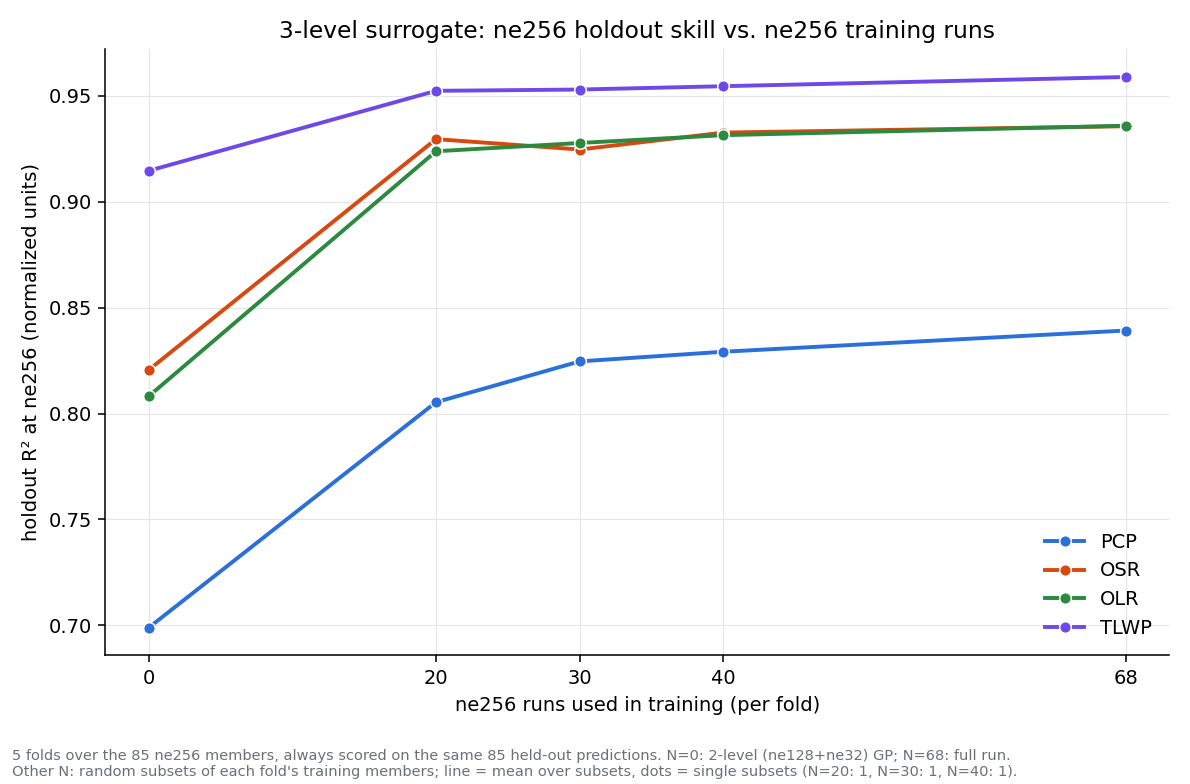 3-level surrogate: ne256 holdout skill vs. ne256 training runs
holdout R² at ne256 (normalized units)
0.95
0.90
0.85
0.80
0.75
0.70
PCP
OSR
OLR
TLWP
0 20 30 40 68
ne256 runs used in training (per fold)
5 folds over the 85 ne256 members, always scored on the same 85 held-out predictions. N=0: 2-level (ne128+ne32) GP; N=68: full run.
Other N: random subsets of each fold's training members; line = mean over subsets, dots = single subsets (N=20: 1, N=30: 1, N=40: 1).